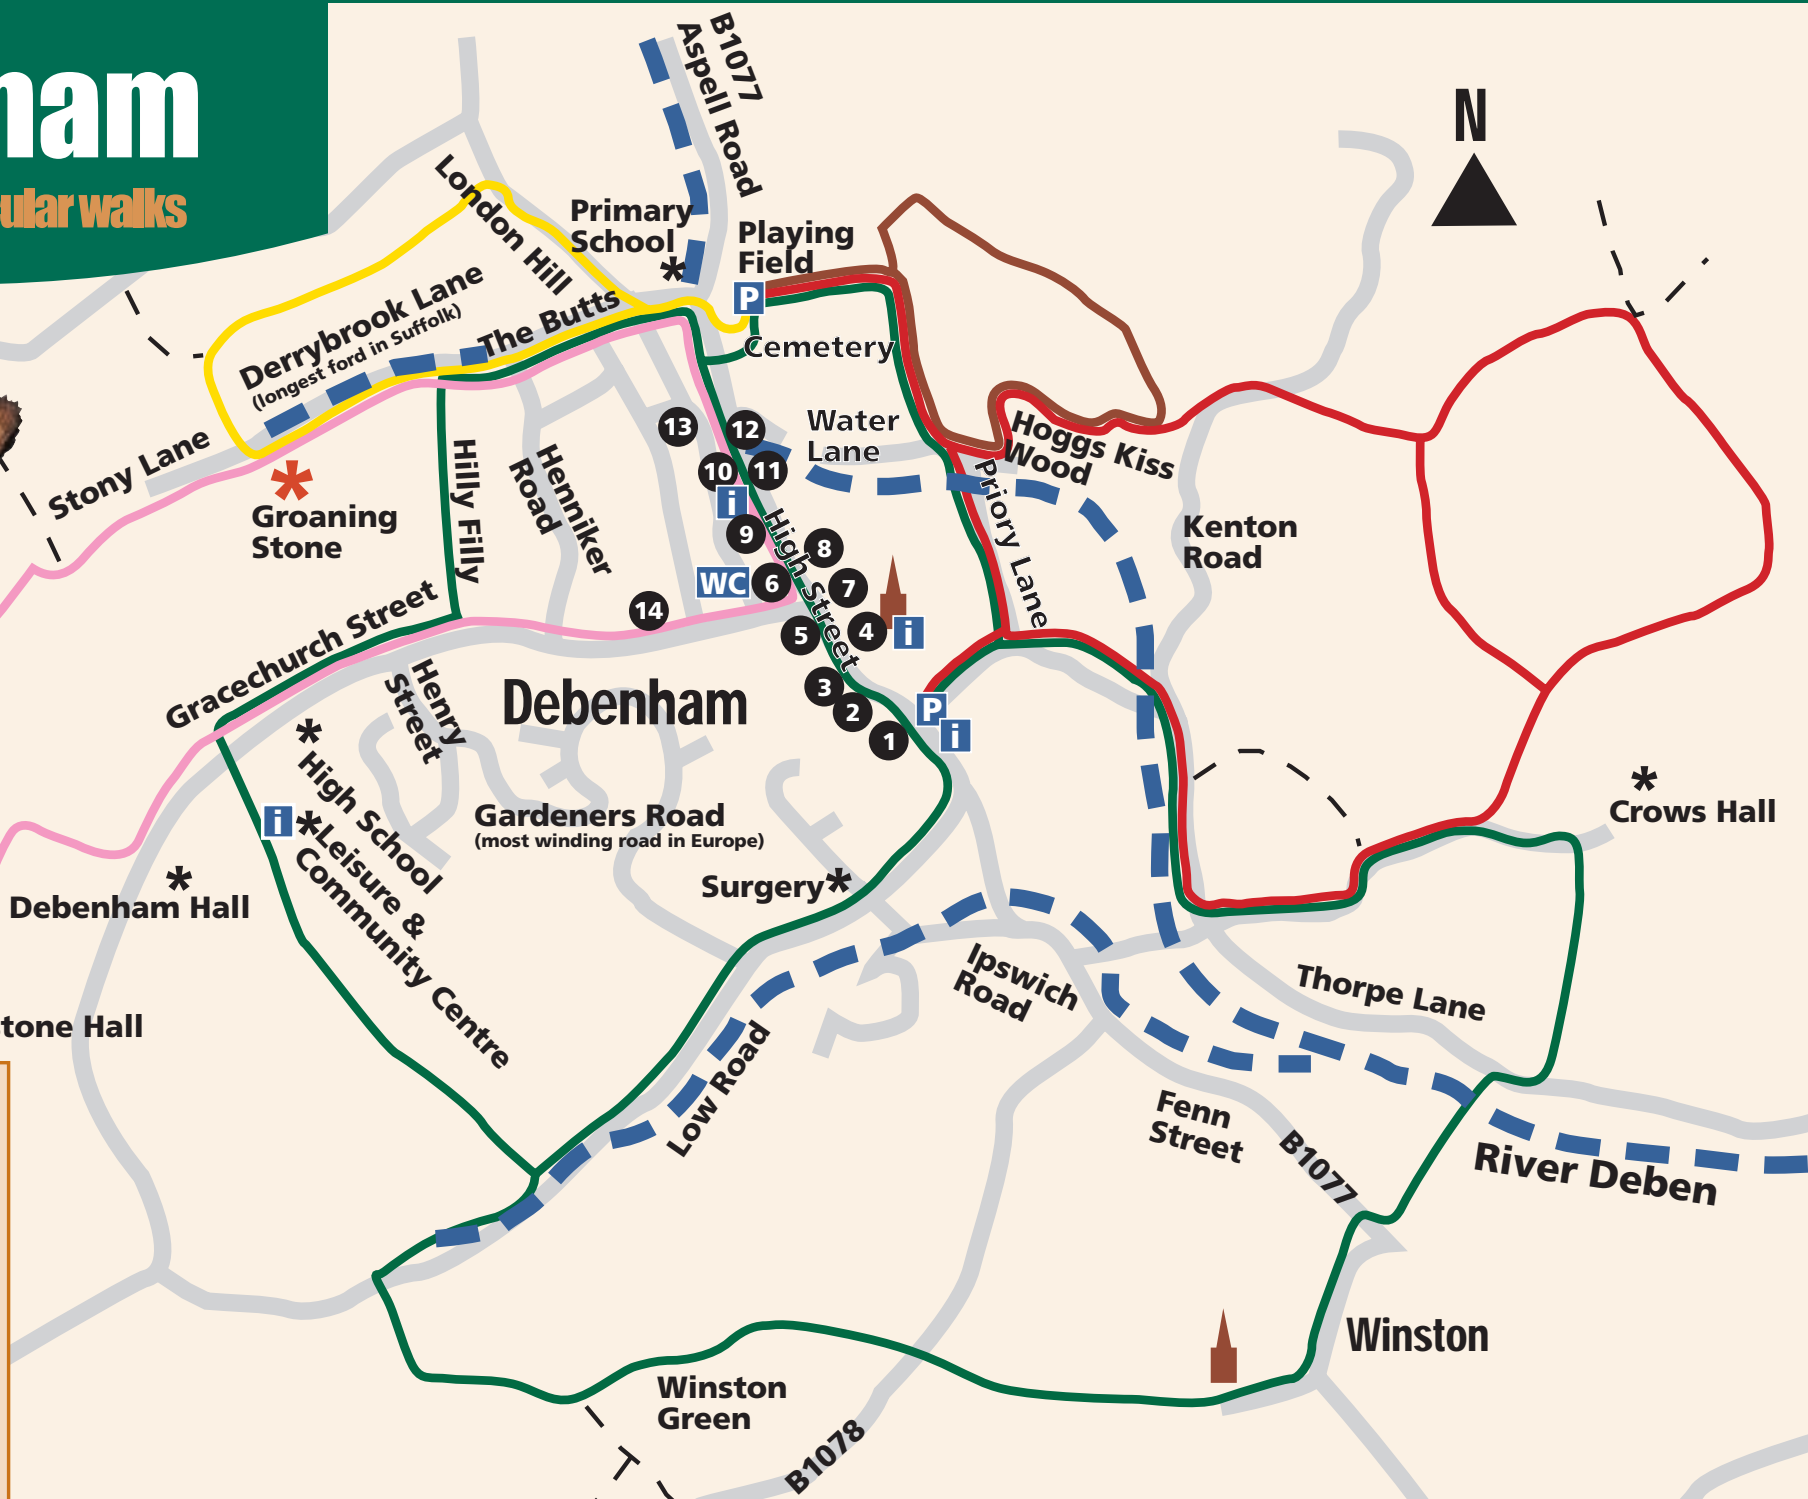 ham
ular walks
N
B1077
Aspell Road
London Hill
Primary
School
*
Playing
Field
P
Derrybrook Lane
(longest ford in Suffolk)
The Butts
Cemetery
Stony Lane
*
Groaning
Stone
Hilly Filly
Henniker
Road
13
12
10
11
i
9
8
WC
6
7
14
5
4
i
3
2
1
High Street
Water
Lane
Hoggs Kiss
Wood
Priory Lane
Kenton
Road
Gracechurch Street
Henry
Street
Debenham
P
i
*
High School
i
*
Leisure &
Community Centre
Gardeners Road
(most winding road in Europe)
Surgery*
*
Debenham Hall
*
Crows Hall
tone Hall
Low Road
Ipswich
Road
Thorpe Lane
Fenn
Street
B1077
River Deben
Winston
Winston
Green
B1078